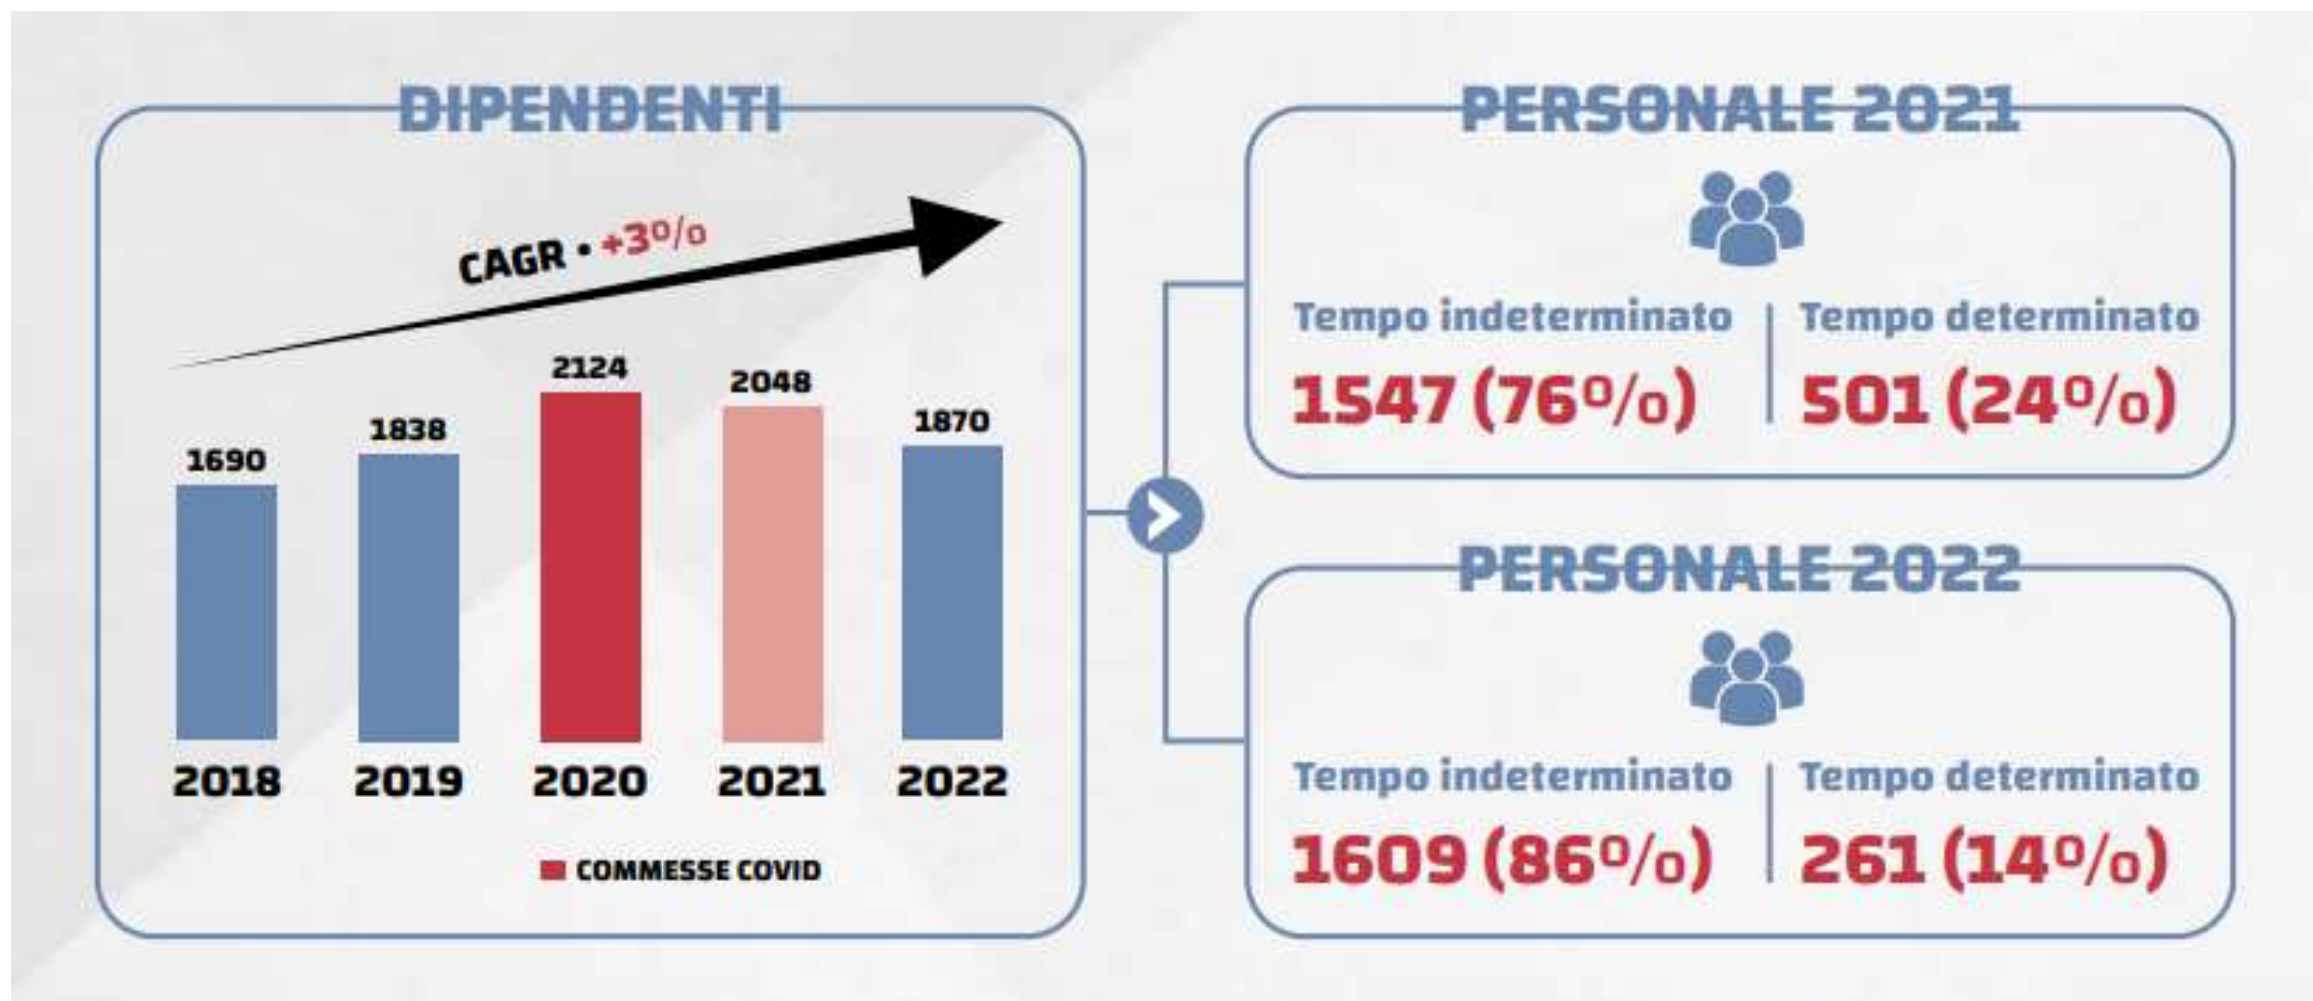 DIPENDENTI
CAGR • +3%
2124
2048
1870
1838
1690
2018 2019 2020 2021 2022
COMMESSE COVID
PERSONALE 2021
Tempo indeterminato Tempo determinato
1547 (76%) 501 (24%)
PERSONALE 2022
Tempo indeterminato Tempo determinato
1609 (86%) 261 (14%)